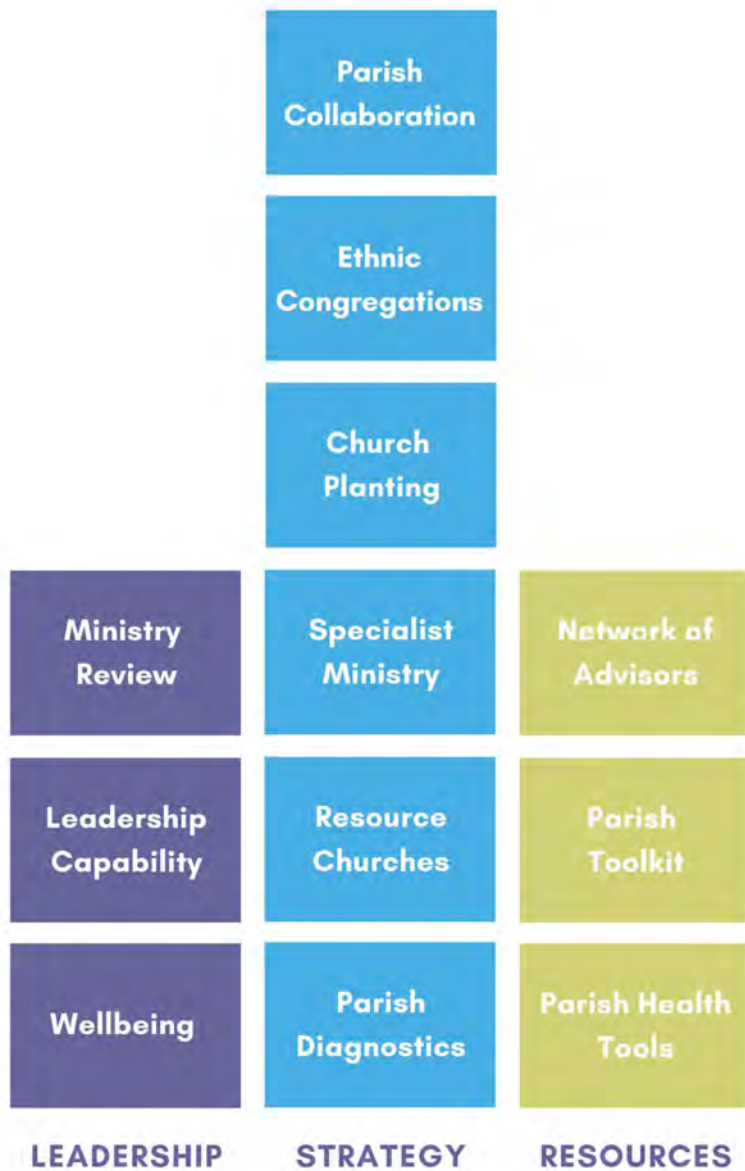 Parish
Collaboration
Ethnic
Congregations
Church
Planting
Ministry
Review
Specialist
Ministry
Network of
Advisors
Leadership
Capability
Resource
Churches
Parish
Toolkit
Wellbeing
Parish
Diagnostics
Parish Health
Tools
LEADERSHIP
STRATEGY
RESOURCES